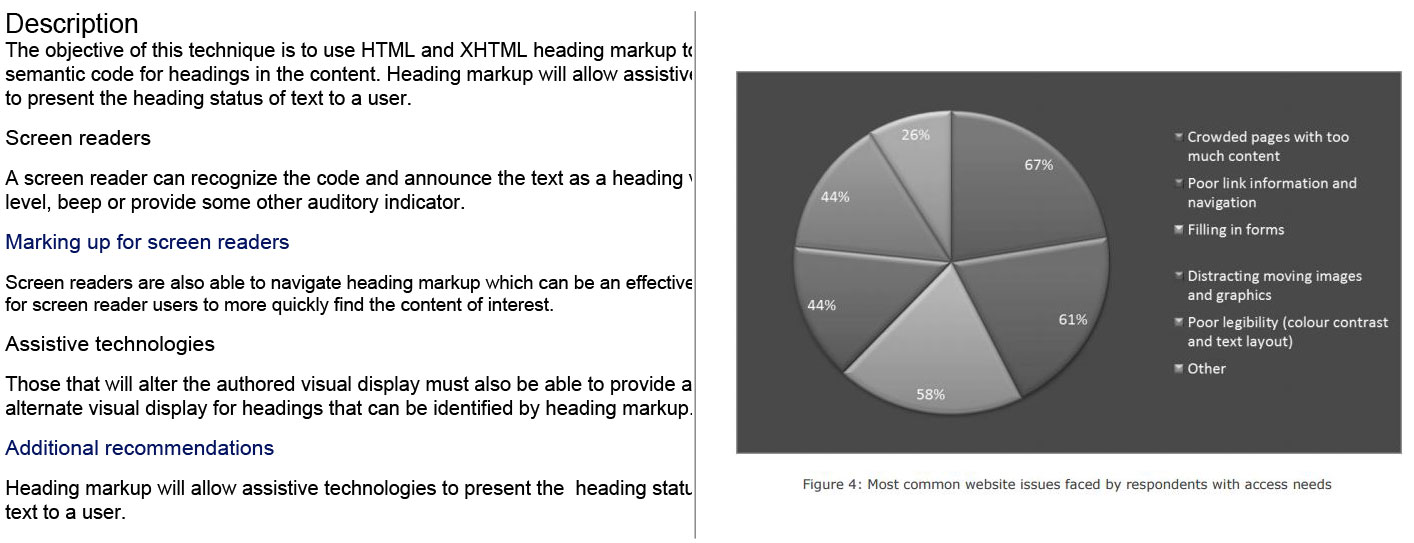 Description
The objective of this technique is to use HTML and XHTML heading markup to
semantic code for headings in the content. Heading markup will allow assistive
to present the heading status of text to a user.
Screen readers
A screen reader can recognize the code and announce the text as a heading
level, beep or provide some other auditory indicator.
Marking up for screen readers
Screen readers are also able to navigate heading markup which can be an effective
for screen reader users to more quickly find the content of interest.
Assistive technologies
Those that will alter the authored visual display must also be able to provide a
alternate visual display for headings that can be identified by heading markup.
Additional recommendations
Heading markup will allow assistive technologies to present the  heading statu
text to a user.
26%
67%
44%
44%
61%
58%
Crowded pages with too
much content
Poor link information and
navigation
Filling in forms
Distracting moving images
and graphics
Poor legibility (colour contrast
and text layout)
Other
Figure 4: Most common website issues faced by respondents with access needs